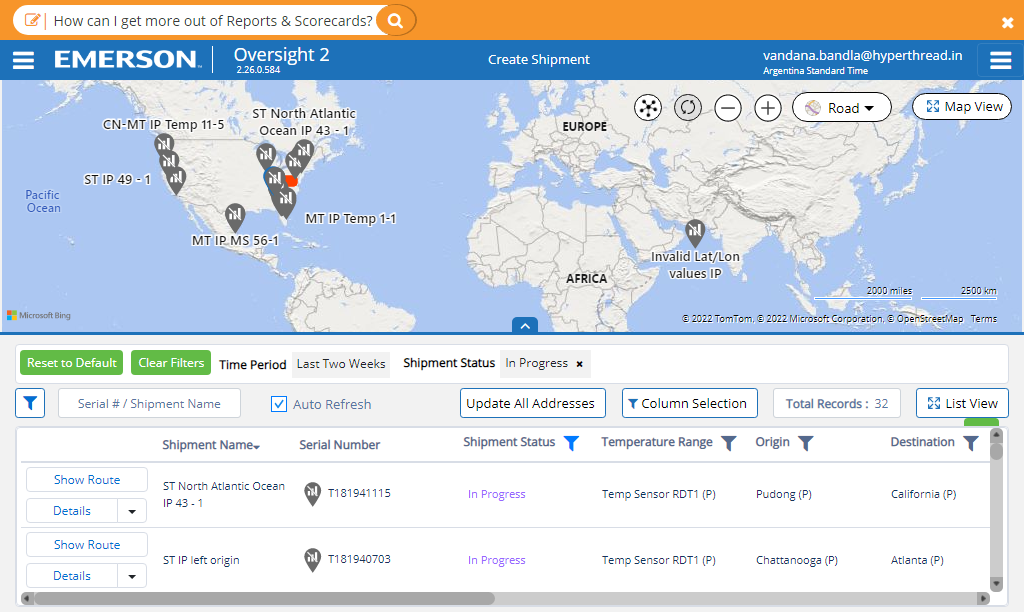 How can I get more out of Reports & Scorecards?
EMERSON
Oversight 2
2.26.0.584
Create Shipment
vandana.bandla@hyperthread.in
Argentina Standard Time
Road
Map View
CN-MT IP Temp 11-5
ST North Atlantic
Ocean IP 43 - 1
EUROPE
ST IP 49 - 1
Pacific
Ocean
MT IP Temp 1-1
MT IP MS 56-1
Invalid Lat/Lon
values IP
AFRICA
2000 miles
2500 km
Microsoft Bing
© 2022 TomTom, © 2022 Microsoft Corporation, © OpenStreetMap Terms
Reset to Default
Clear Filters
Time Period
Last Two Weeks
Shipment Status
In Progress ×
Serial # / Shipment Name
Auto Refresh
Update All Addresses
Column Selection
Total Records : 32
List View
Shipment Name
Serial Number
Shipment Status
Temperature Range
Origin
Destination
Show Route
Details
ST North Atlantic Ocean
IP 43 - 1
T181941115
In Progress
Temp Sensor RDT1 (P)
Pudong (P)
California (P)
Show Route
Details
ST IP left origin
T181940703
In Progress
Temp Sensor RDT1 (P)
Chattanooga (P)
Atlanta (P)